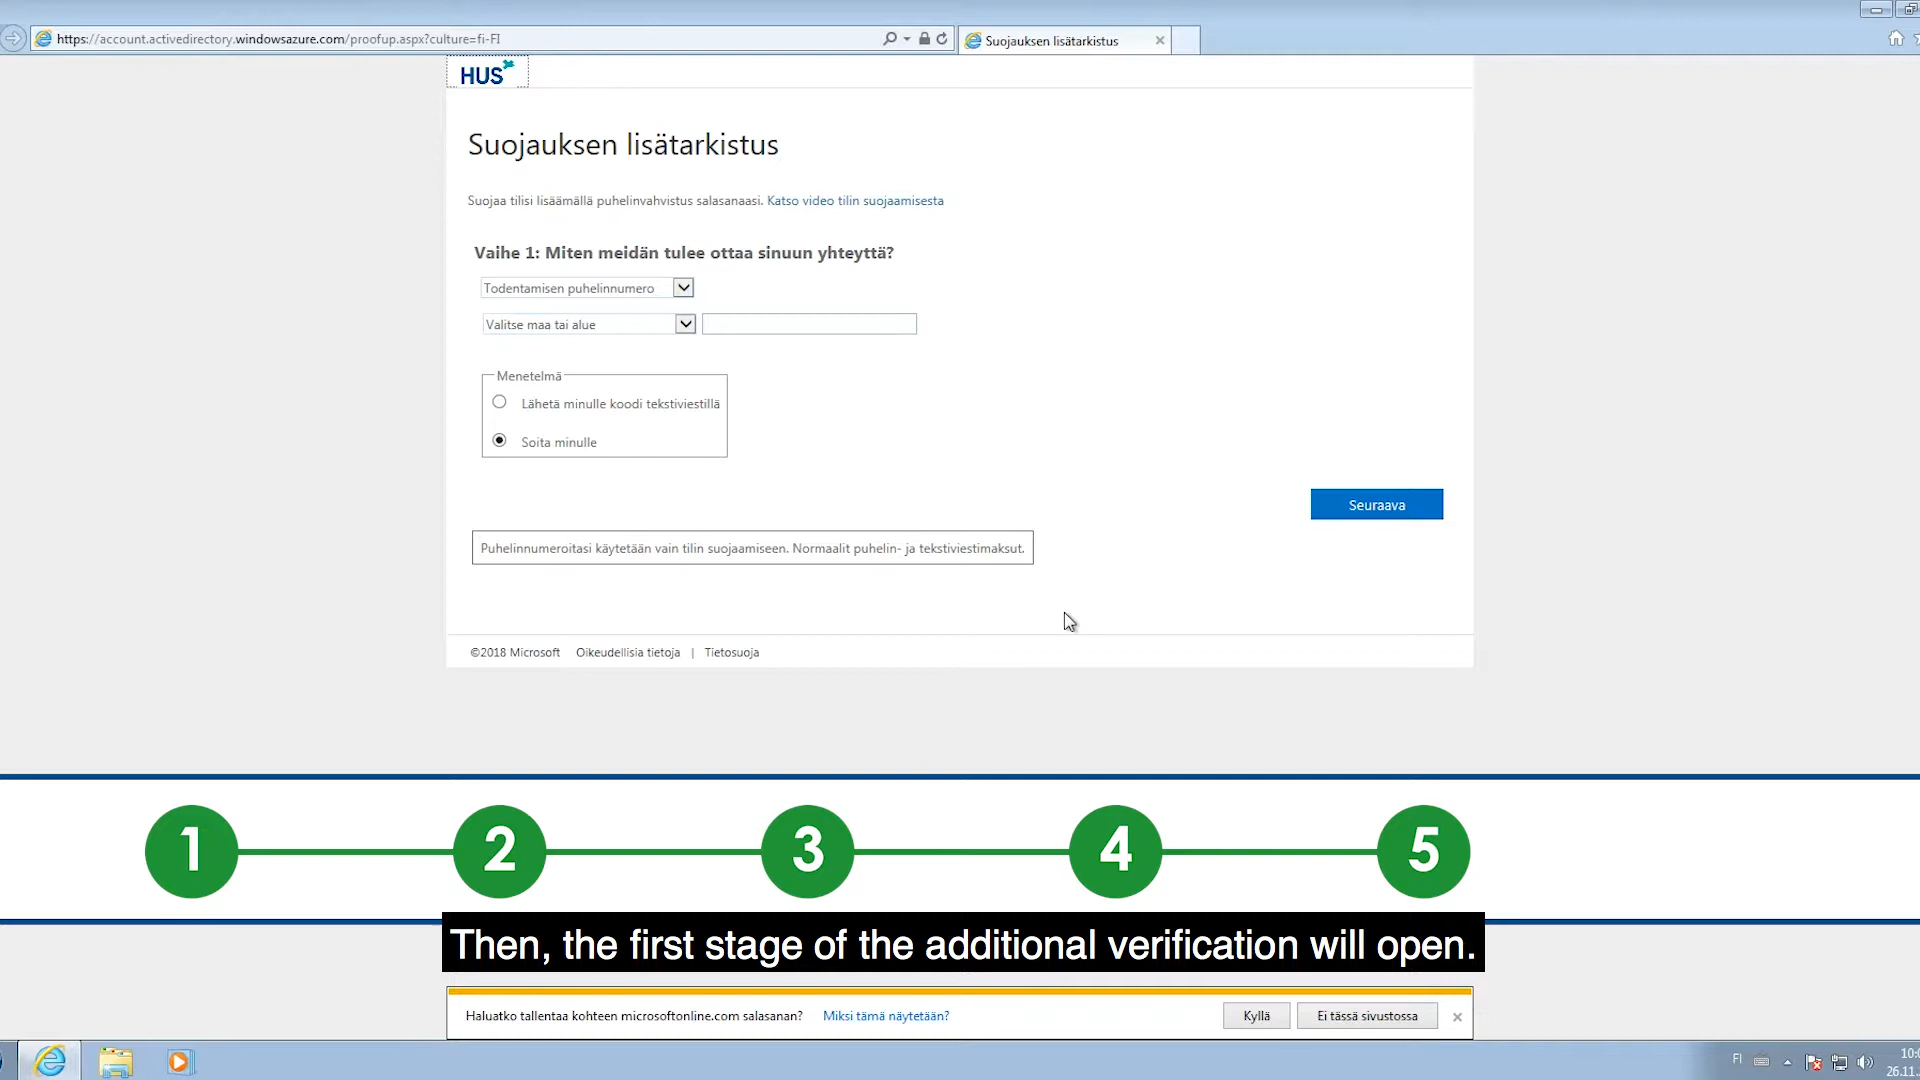 https://account.activedirectory.windowsazure.com/proofup.aspx?culture=fi-FI
Suojauksen lisätarkistus
HUS
Suojauksen lisätarkistus
Suojaa tilisi lisäämällä puhelinvahvistus salasanaasi. Katso video tilin suojaamisesta
Vaihe 1: Miten meidän tulee ottaa sinuun yhteyttä?
Todentamisen puhelinnumero
Valitse maa tai alue
Menetelmä
Lähetä minulle koodi tekstiviestillä
Soita minulle
Seuraava
Puhelinnumeroitasi käytetään vain tilin suojaamiseen. Normaalit puhelin- ja tekstiviestimaksut.
©2018 Microsoft Oikeudellisia tietoja | Tietosuoja
1 2 3 4 5
Then, the first stage of the additional verification will open.
Haluatko tallentaa kohteen microsoftonline.com salasanan? Miksi tämä näytetään? Kyllä Ei tässä sivustossa
FI
26.11.